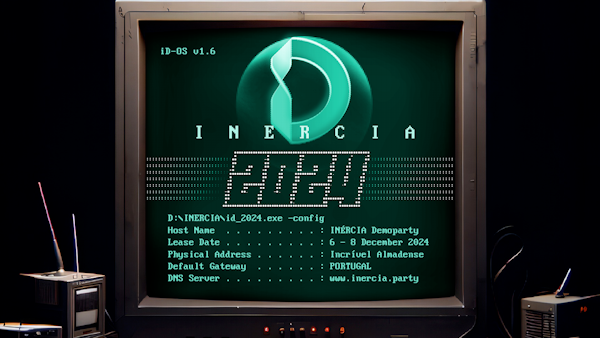 iD-OS v1.6
INERCIA
2024
D:\INERCIA\id_2024.exe -config
Host Name . . . . . . . . . . . . : INÉRCIA Demoparty
Lease Date . . . . . . . . . . . : 6 - 8 December 2024
Physical Address . . . . . . . . : Incrível Almadense
Default Gateway . . . . . . . . : PORTUGAL
DNS Server . . . . . . . . . . . : www.inercia.party